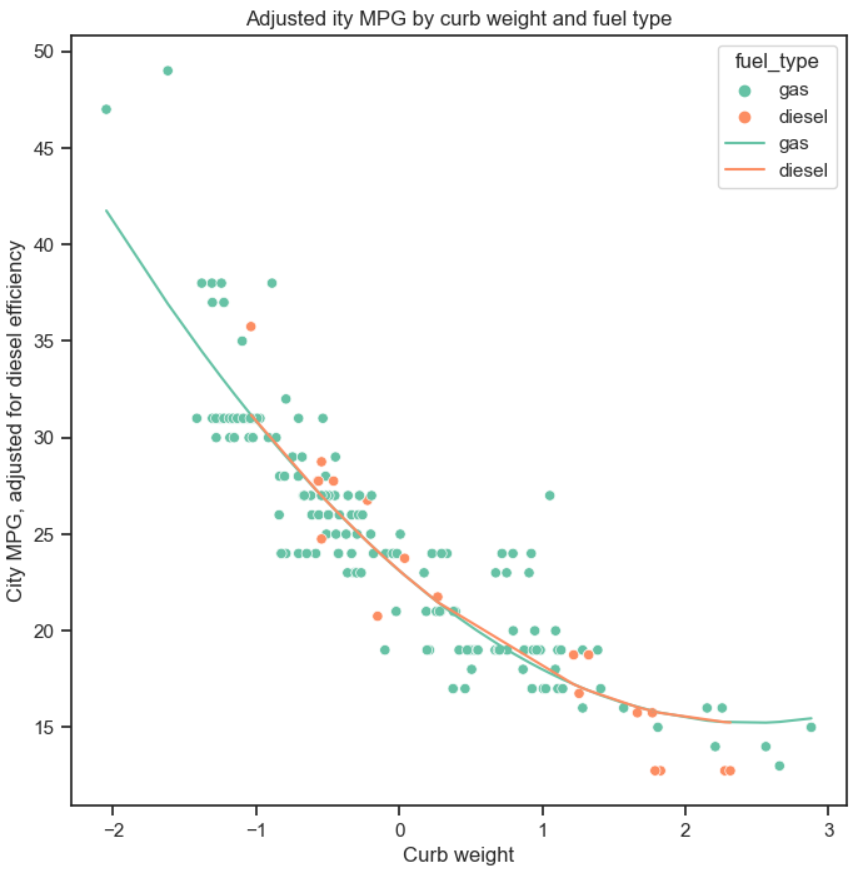 Adjusted ity MPG by curb weight and fuel type
50
45
40
35
30
25
20
15
City MPG, adjusted for diesel efficiency
fuel_type
gas
diesel
gas
diesel
−2
−1
0
1
2
3
Curb weight